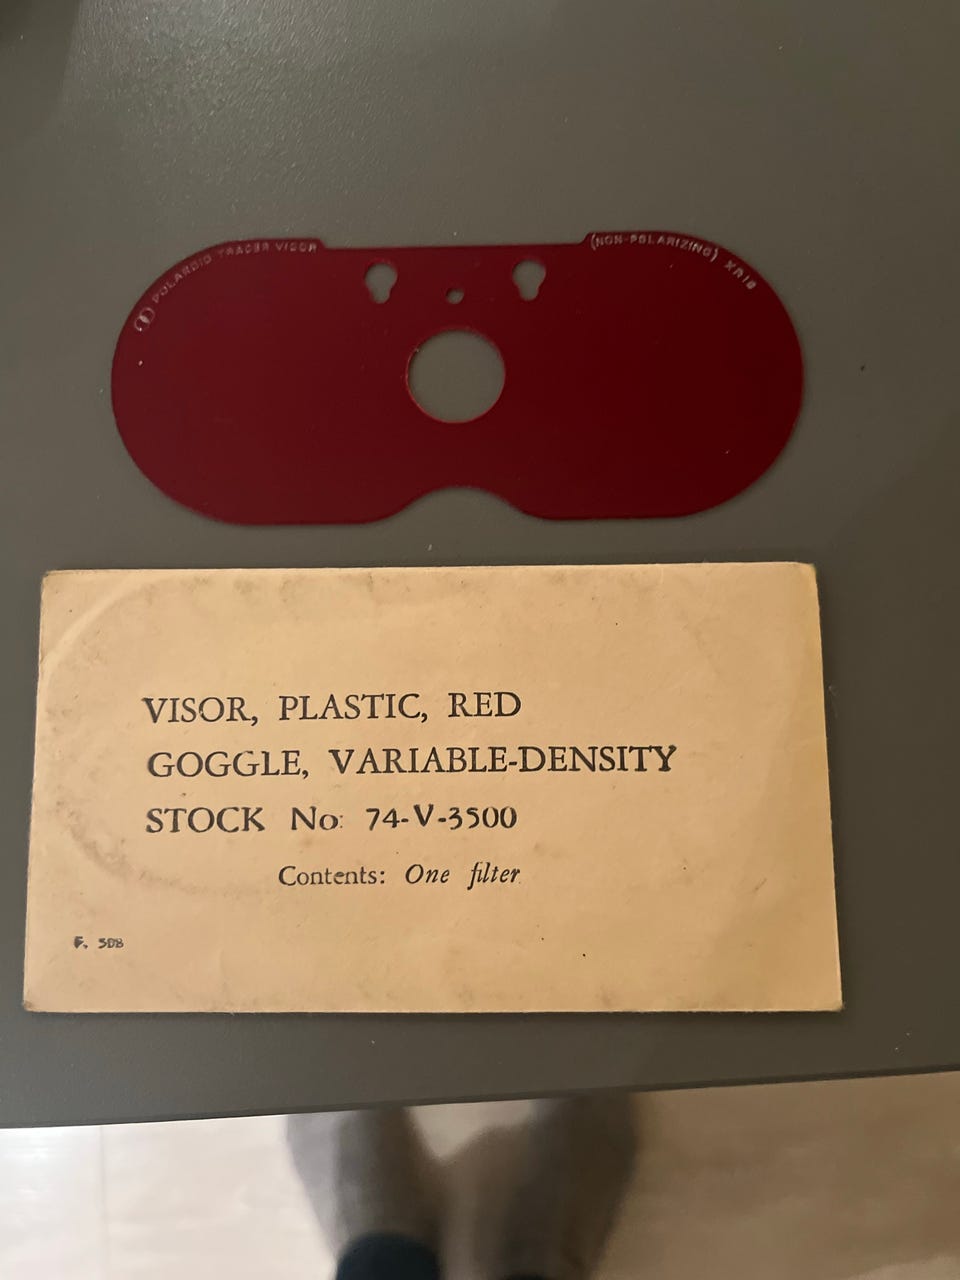 POLAROID TRACER VISOR
(NON-POLARIZING) XR18
VISOR, PLASTIC, RED
GOGGLE, VARIABLE-DENSITY
STOCK No: 74-V-3500
Contents: One filter
F. 5DB